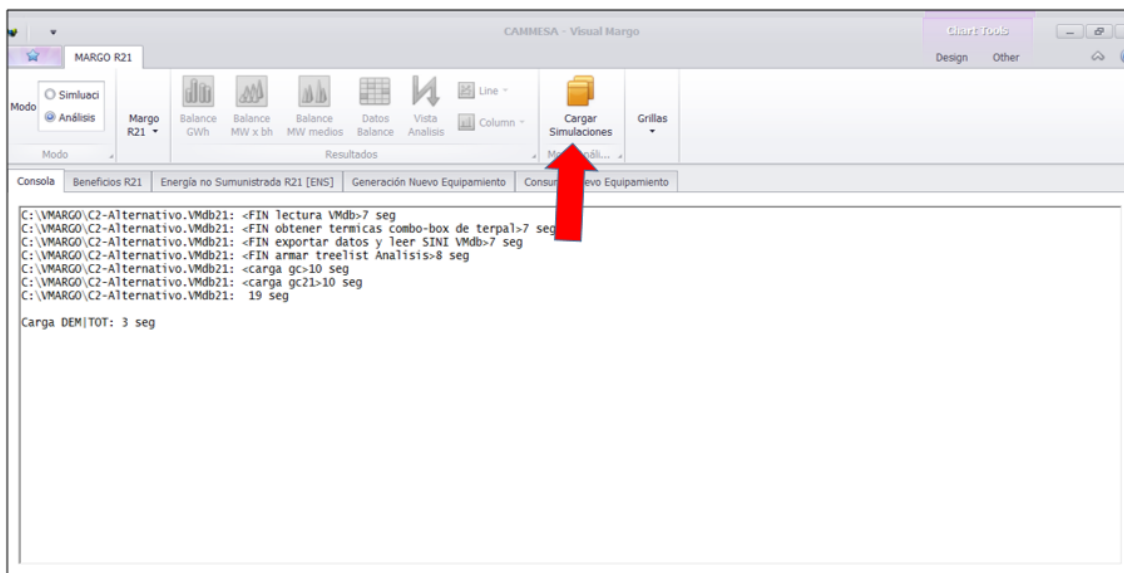 CAMMESA - Visual Margo
Chart Tools
MARGO R21
Design Other
Modo
Simluaci
Análisis
Margo R21
Balance GWh
Balance MW x bh
Balance MW medios
Datos Balance
Vista Analisis
Line
Column
Cargar Simulaciones
Grillas
Modo
Resultados
Consola
Beneficios R21
Energía no Sumunistrada R21 [ENS]
Generación Nuevo Equipamiento
Equipamiento
C:\VMARGO\C2-Alternativo.VMdb21: <FIN lectura VMdb>7 seg
C:\VMARGO\C2-Alternativo.VMdb21: <FIN obtener termicas combo-box de terpal>7 seg
C:\VMARGO\C2-Alternativo.VMdb21: <FIN exportar datos y leer SINI VMdb>7 seg
C:\VMARGO\C2-Alternativo.VMdb21: <FIN armar treelist Analisis>8 seg
C:\VMARGO\C2-Alternativo.VMdb21: <carga gc>10 seg
C:\VMARGO\C2-Alternativo.VMdb21: <carga gc21>10 seg
C:\VMARGO\C2-Alternativo.VMdb21: 19 seg
Carga DEM|TOT: 3 seg